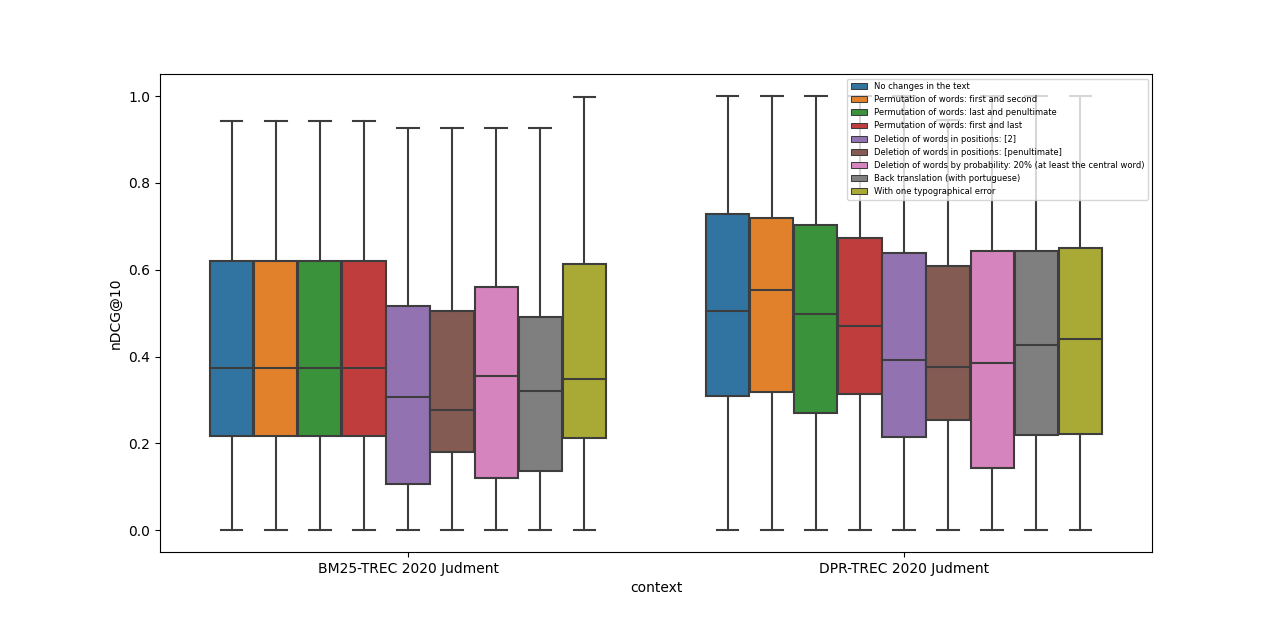 1.0
0.8
0.6
0.4
0.2
0.0
nDCG@10
No changes in the text
Permutation of words: first and second
Permutation of words: last and penultimate
Permutation of words: first and last
Deletion of words in positions: [2]
Deletion of words in positions: [penultimate]
Deletion of words by probability: 20% (at least the central word)
Back translation (with portuguese)
With one typographical error
BM25-TREC 2020 Judment
DPR-TREC 2020 Judment
context